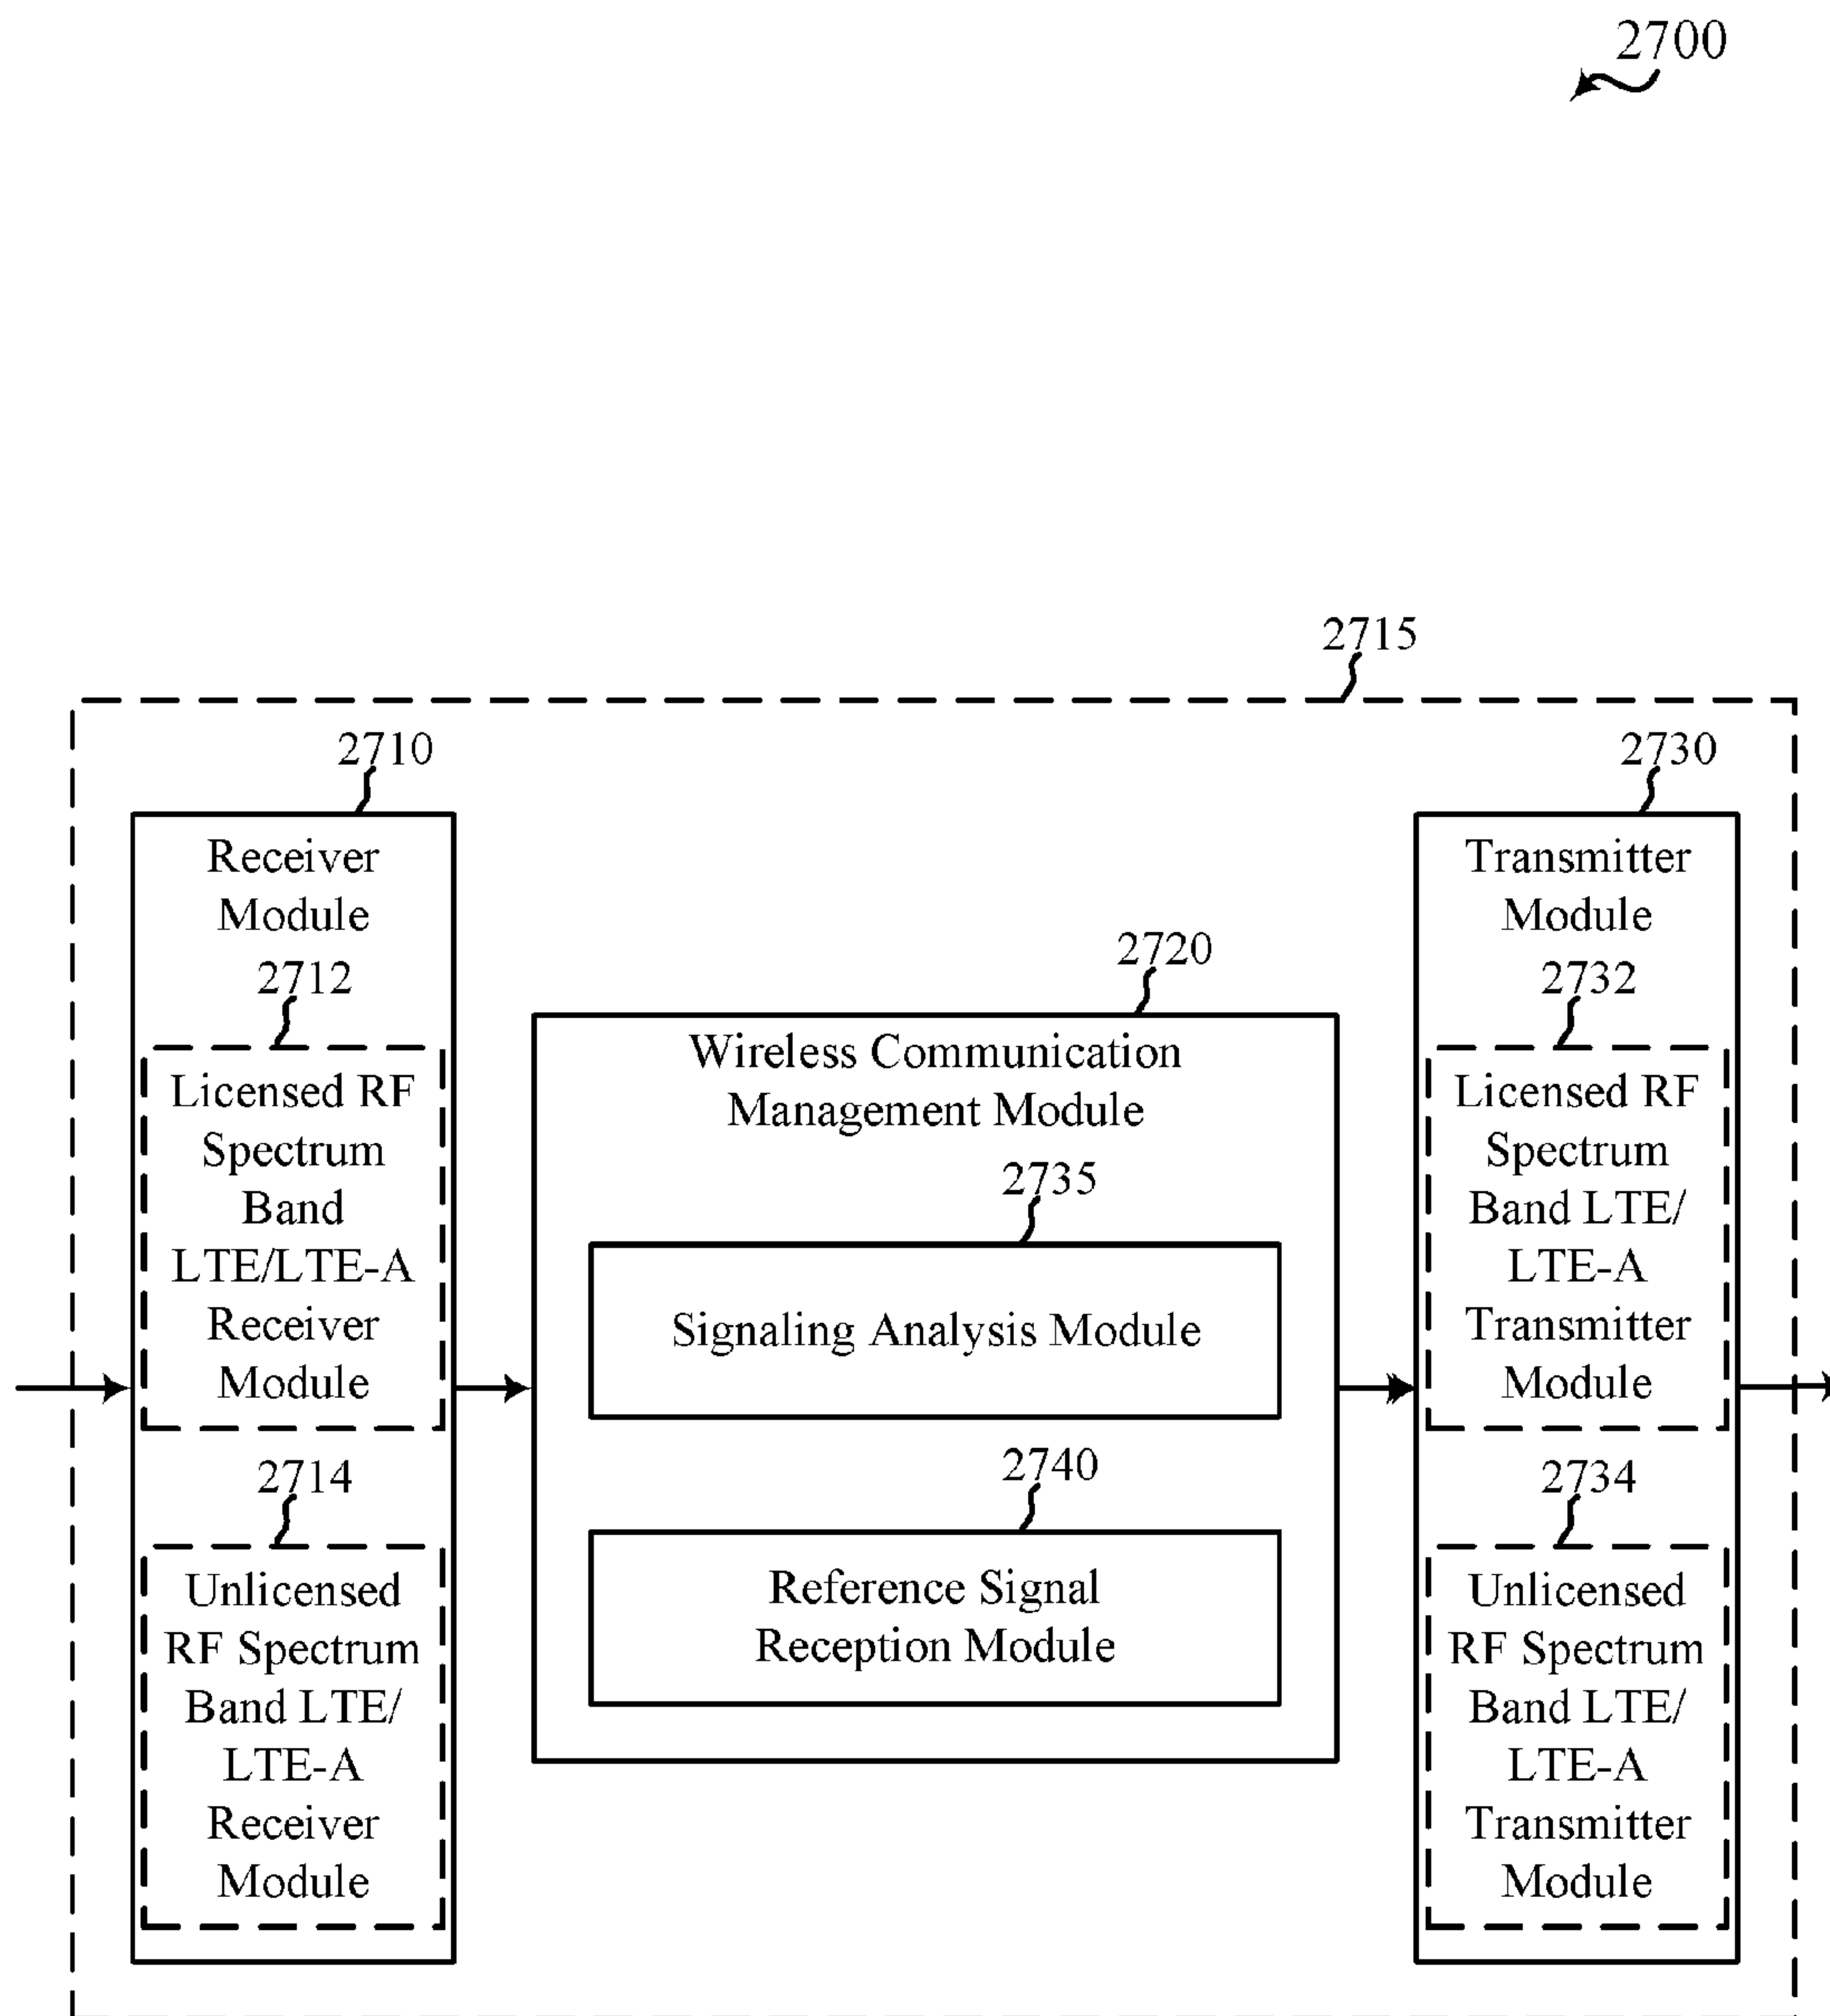 2700
2715
2710
Receiver
Module
2712
Licensed RF
Spectrum
Band
LTE/LTE-A
Receiver
Module
2714
Unlicensed
RF Spectrum
Band LTE/
LTE-A
Receiver
Module
2720
Wireless Communication
Management Module
2735
Signaling Analysis Module
2740
Reference Signal
Reception Module
2730
Transmitter
Module
2732
Licensed RF
Spectrum
Band LTE/
LTE-A
Transmitter
Module
2734
Unlicensed
RF Spectrum
Band LTE/
LTE-A
Transmitter
Module